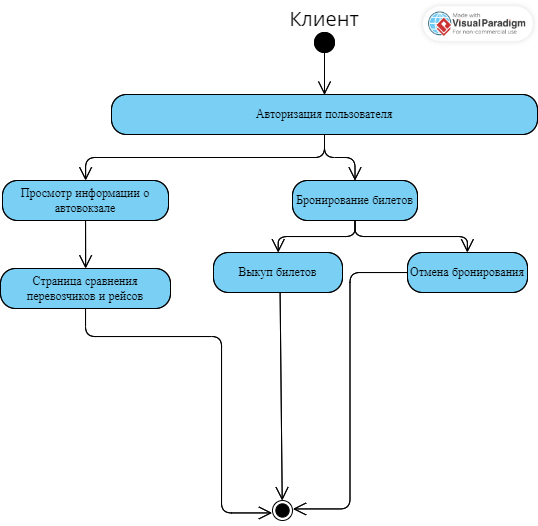 Клиент
Made with
Visual Paradigm
For non-commercial use
Авторизация пользователя
Просмотр информации о
автовокзале
Бронирование билетов
Страница сравнения
перевозчиков и рейсов
Выкуп билетов
Отмена бронирования